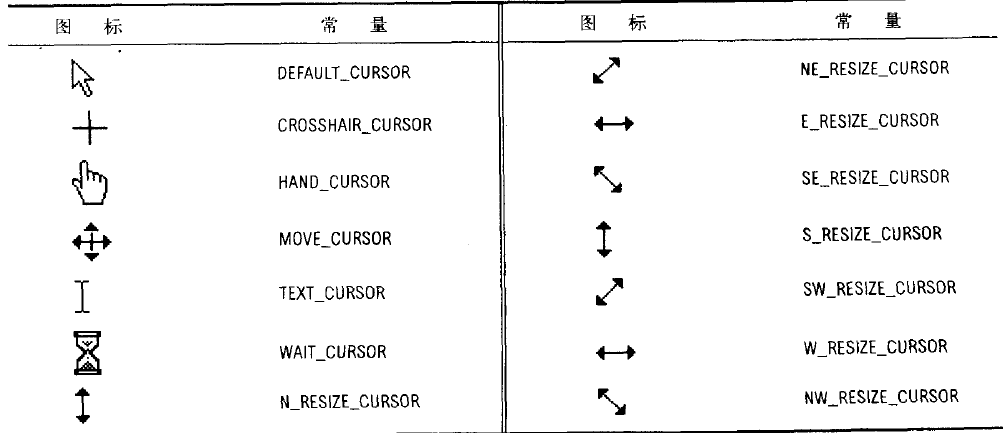 图 标 常 量 图 标 常 量
DEFAULT_CURSOR NE_RESIZE_CURSOR
CROSSHAIR_CURSOR E_RESIZE_CURSOR
HAND_CURSOR SE_RESIZE_CURSOR
MOVE_CURSOR S_RESIZE_CURSOR
TEXT_CURSOR SW_RESIZE_CURSOR
WAIT_CURSOR W_RESIZE_CURSOR
N_RESIZE_CURSOR NW_RESIZE_CURSOR